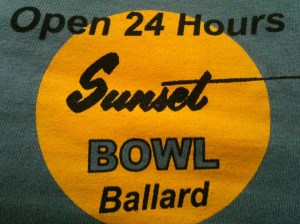 Open 24 Hours
Sunset
BOWL
Ballard